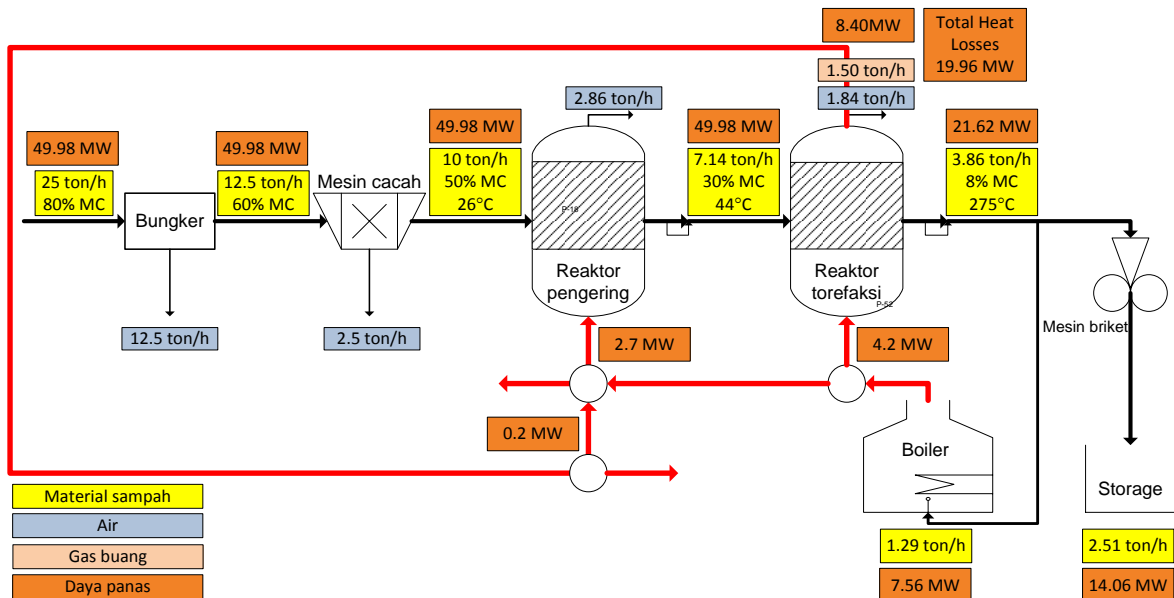 8.40MW
Total Heat
Losses
19.96 MW
1.50 ton/h
1.84 ton/h
2.86 ton/h
49.98 MW
25 ton/h
80% MC
49.98 MW
12.5 ton/h
60% MC
Mesin cacah
49.98 MW
10 ton/h
50% MC
26°C
49.98 MW
7.14 ton/h
30% MC
44°C
21.62 MW
3.86 ton/h
8% MC
275°C
Bungker
P-16
Reaktor
pengering
Reaktor
torefaksi
P-52
Mesin briket
12.5 ton/h
2.5 ton/h
2.7 MW
4.2 MW
0.2 MW
Boiler
Storage
1.29 ton/h
7.56 MW
2.51 ton/h
14.06 MW
Material sampah
Air
Gas buang
Daya panas